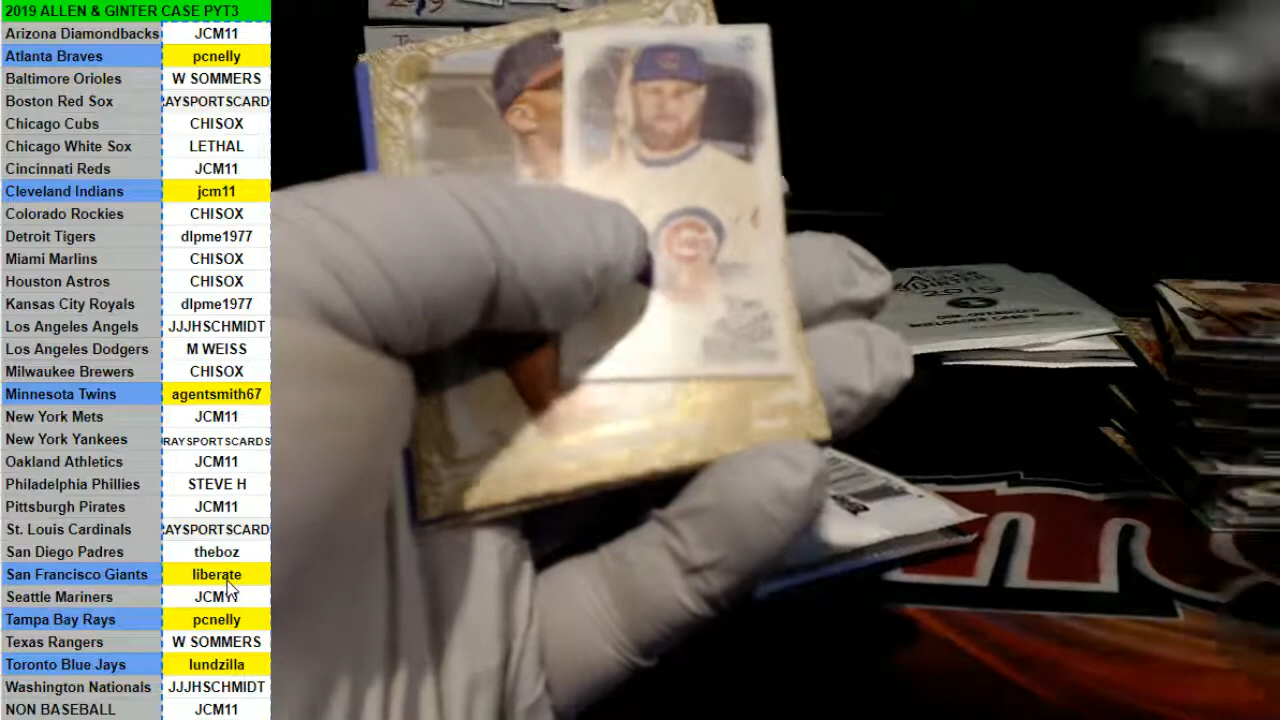 2019 ALLEN & GINTER CASE PYT3
Arizona Diamondbacks JCM11
Atlanta Braves pcnelly
Baltimore Orioles W SOMMERS
Boston Red Sox RAYSPORTSCARD
Chicago Cubs CHISOX
Chicago White Sox LETHAL
Cincinnati Reds JCM11
Cleveland Indians jcm11
Colorado Rockies CHISOX
Detroit Tigers dlpme1977
Miami Marlins CHISOX
Houston Astros CHISOX
Kansas City Royals dlpme1977
Los Angeles Angels JJJHSCHMIDT
Los Angeles Dodgers M WEISS
Milwaukee Brewers CHISOX
Minnesota Twins agentsmith67
New York Mets JCM11
New York Yankees RAYSPORTSCARDS
Oakland Athletics JCM11
Philadelphia Phillies STEVE H
Pittsburgh Pirates JCM11
St. Louis Cardinals RAYSPORTSCARD
San Diego Padres theboz
San Francisco Giants liberate
Seattle Mariners JCM11
Tampa Bay Rays pcnelly
Texas Rangers W SOMMERS
Toronto Blue Jays lundzilla
Washington Nationals JJJHSCHMIDT
NON BASEBALL JCM11
2019